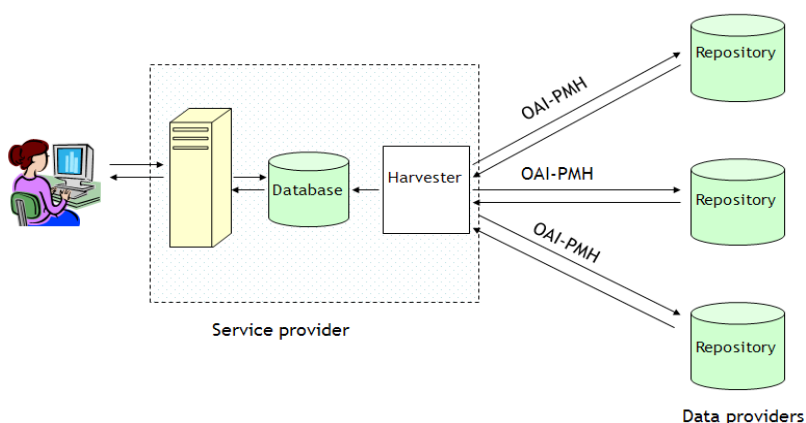 Repository
OAI-PMH
Database
Harvester
OAI-PMH
Repository
OAI-PMH
Service provider
Repository
Data providers